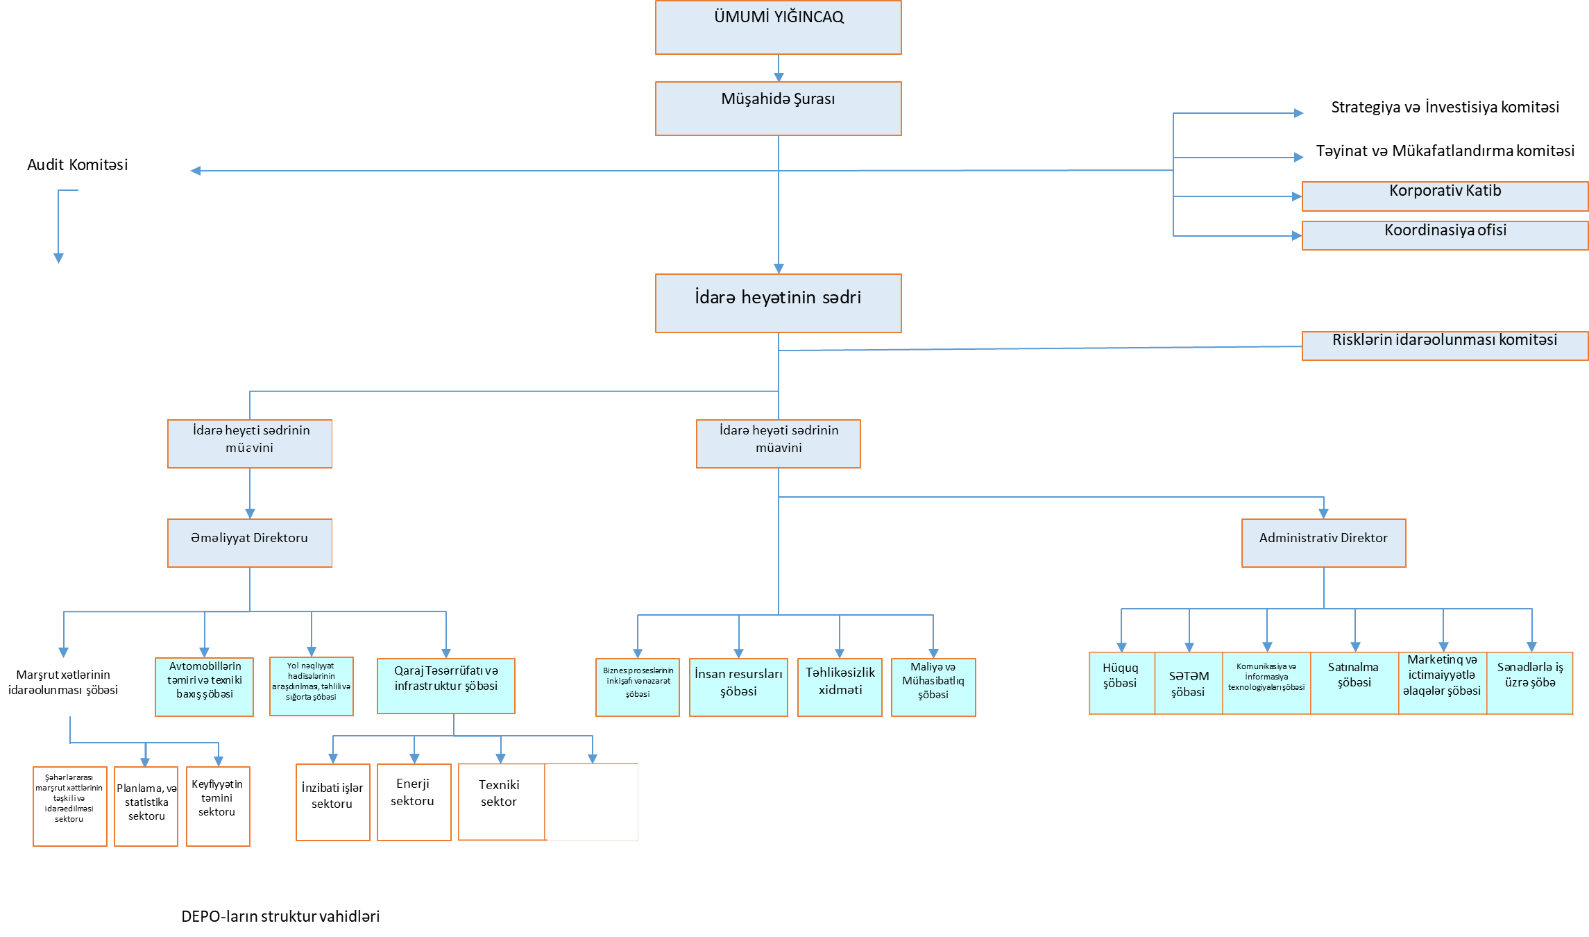 ÜMUMİ YIĞINCAQ
Müşahidə Şurası
Strategiya və İnvestisiya komitəsi
Təyinat və Mükafatlandırma komitəsi
Audit Komitəsi
Korporativ Katib
Koordinasiya ofisi
İdarə heyətinin sədri
Risklərin idarəolunması komitəsi
İdarə heyəti sədrinin
müavini
İdarə heyəti sədrinin
müavini
Əməliyyat Direktoru
Administrativ Direktor
Marşrut xətlərinin
idarəolunması şöbəsi
Avtomobillərin
təmiri və texniki
baxış şöbəsi
Yol nəqliyyat
hadisələrinin
araşdırılması, təhlili və
sığorta şöbəsi
Qaraj Təsərrüfatı və
infrastruktur şöbəsi
Biznes proseslərinin
inkişafı və nəzarət
şöbəsi
İnsan resursları
şöbəsi
Təhlikəsizlik
xidməti
Maliyə və
Mühasibatlıq
şöbəsi
Hüquq
şöbəsi
SƏTƏM
şöbəsi
Komunikasiya və
İnformasiya
texnologiyaları şöbəsi
Satınalma
şöbəsi
Marketinq və
ictimaiyyətlə
əlaqələr şöbəsi
Sənədlərlə iş
üzrə şöbə
Şəhərlərarası
marşrut xəttlərinin
təşkili və
idarəedilməsi
sektoru
Planlama, və
statistika
sektoru
Keyfiyyətin
təmini
sektoru
İnzibati işlər
sektoru
Enerji
sektoru
Texniki
sektor
DEPO-ların struktur vahidləri